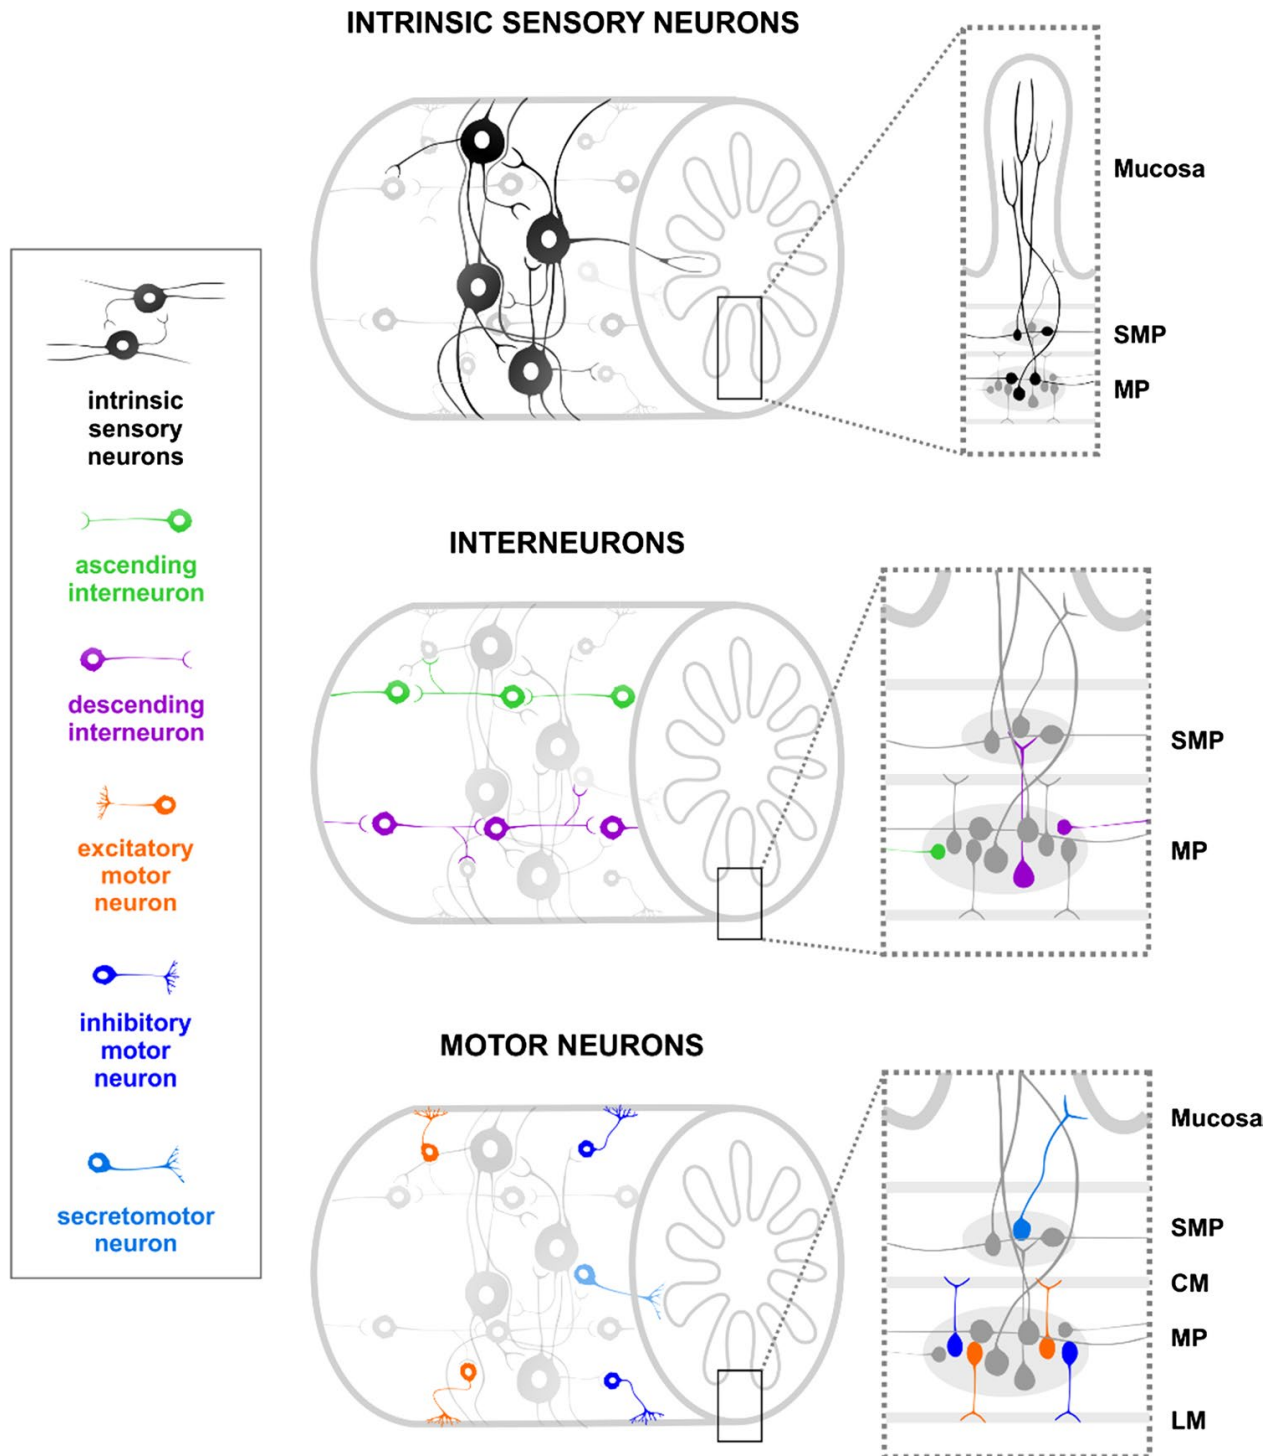 INTRINSIC SENSORY NEURONS
Mucosa
SMP
MP
intrinsic
sensory
neurons
ascending
interneuron
descending
interneuron
excitatory
motor
neuron
inhibitory
motor
neuron
secretomotor
neuron
INTERNEURONS
SMP
MP
MOTOR NEURONS
Mucosa
SMP
CM
MP
LM